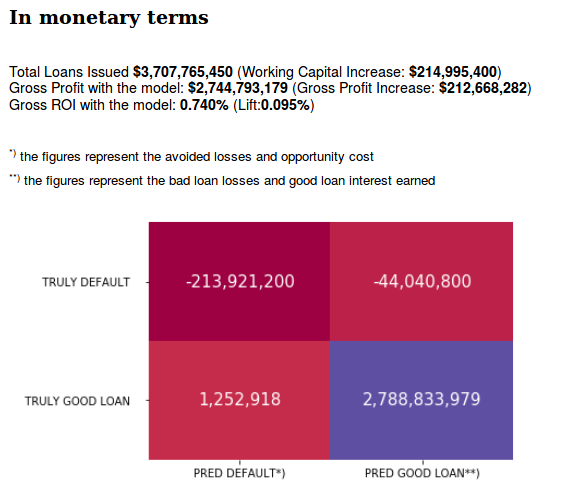 In monetary terms
Total Loans Issued $3,707,765,450 (Working Capital Increase: $214,995,400)
Gross Profit with the model: $2,744,793,179 (Gross Profit Increase: $212,668,282)
Gross ROI with the model: 0.740% (Lift:0.095%)
*) the figures represent the avoided losses and opportunity cost
**) the figures represent the bad loan losses and good loan interest earned
TRULY DEFAULT -213,921,200 -44,040,800
TRULY GOOD LOAN 1,252,918 2,788,833,979
PRED DEFAULT*) PRED GOOD LOAN**)